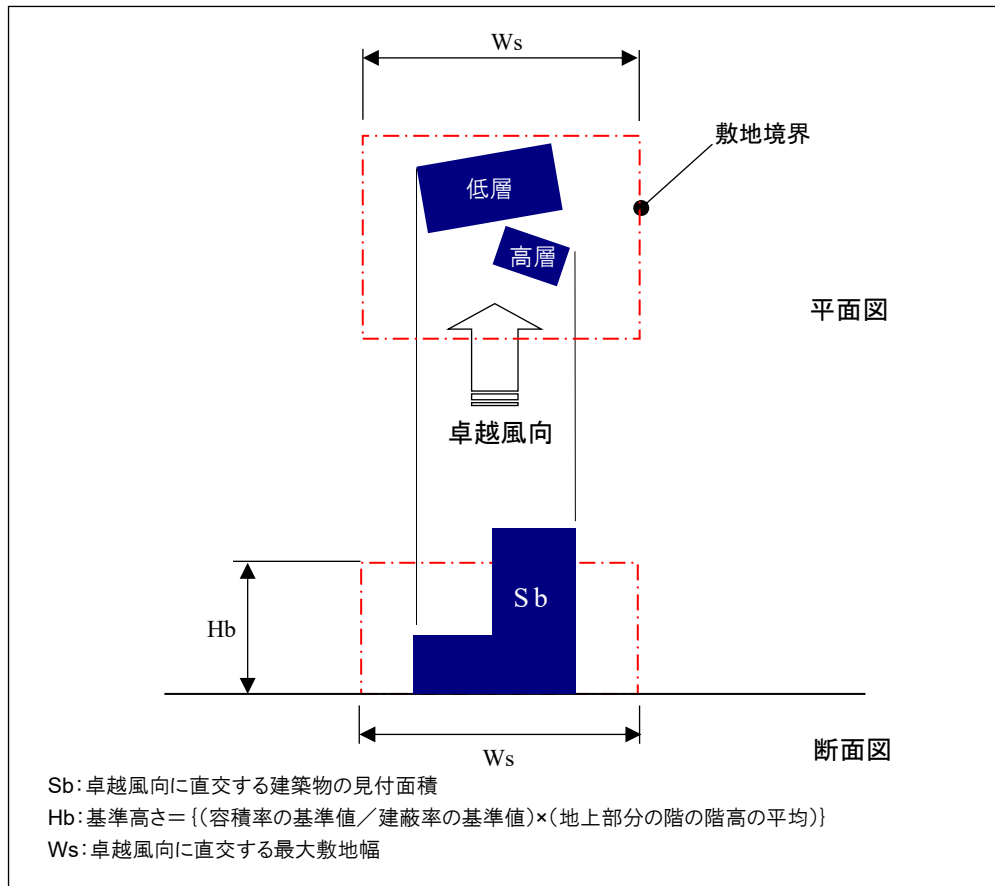 Ws
敷地境界
低層
高層
平面図
卓越風向
Sb
Hb
Ws
断面図
Sb:卓越風向に直交する建築物の見付面積
Hb:基準高さ={(容積率の基準値/建蔽率の基準値)×(地上部分の階の階高の平均)}
Ws:卓越風向に直交する最大敷地幅